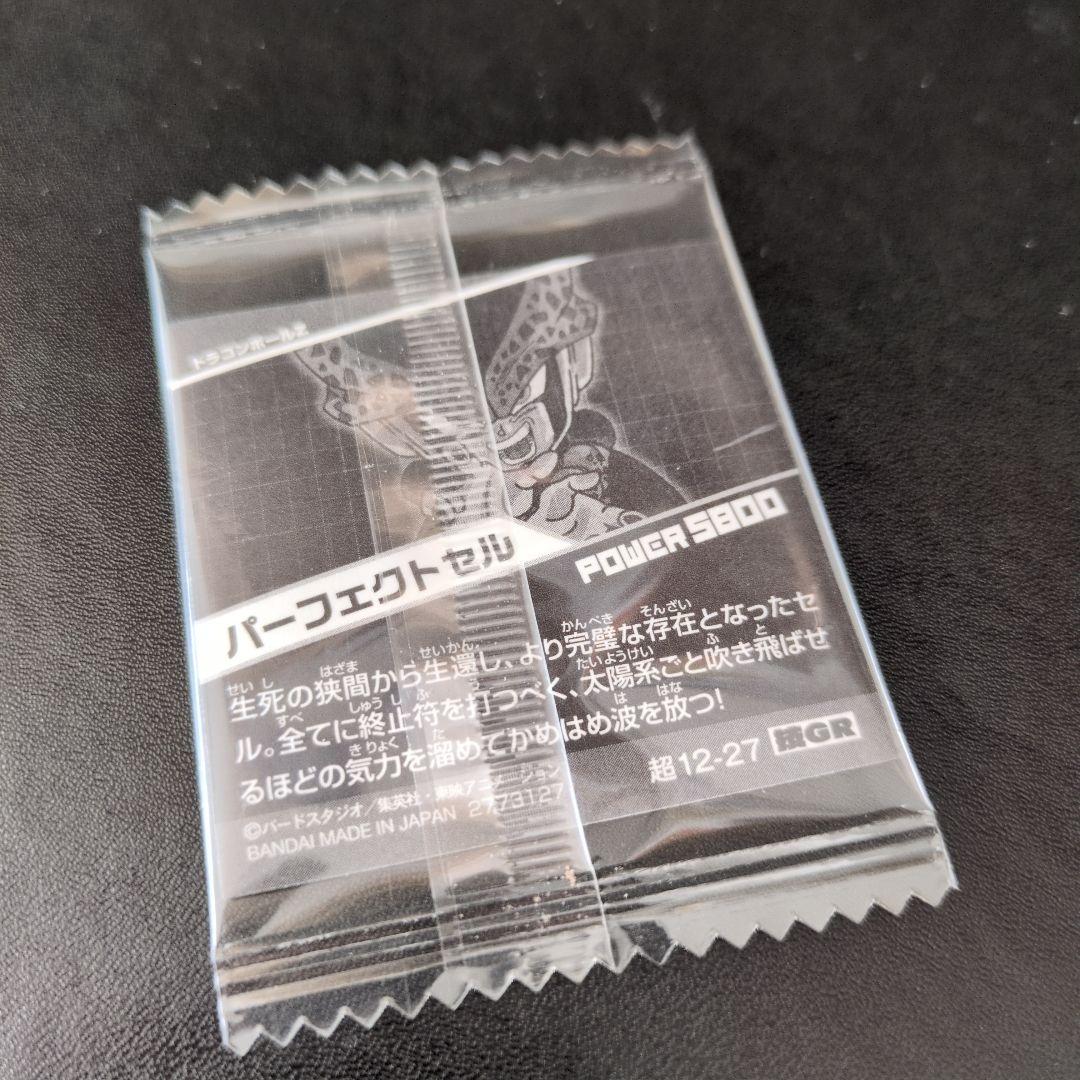 ドラゴンボールZ
パーフェクトセル
POWER 5800
生死の狭間から生還し、より完璧な存在となったセ
ル。全てに終止符を打つべく、太陽系ごと吹き飛ばせ
るほどの気力を溜めてかめはめ波を放つ!
超12-27 GR
©バードスタジオ/集英社・東映アニメーション
BANDAI MADE IN JAPAN 2773127